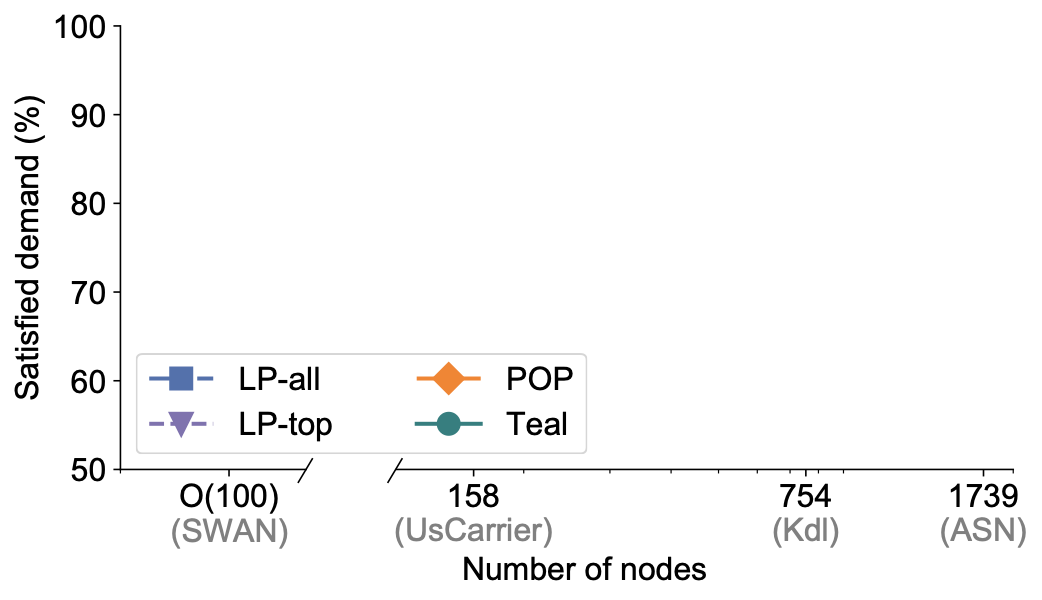 100
90
80
70
60
50
Satisfied demand (%)
LP-all
LP-top
POP
Teal
O(100)
(SWAN)
158
(UsCarrier)
754
(Kdl)
1739
(ASN)
Number of nodes